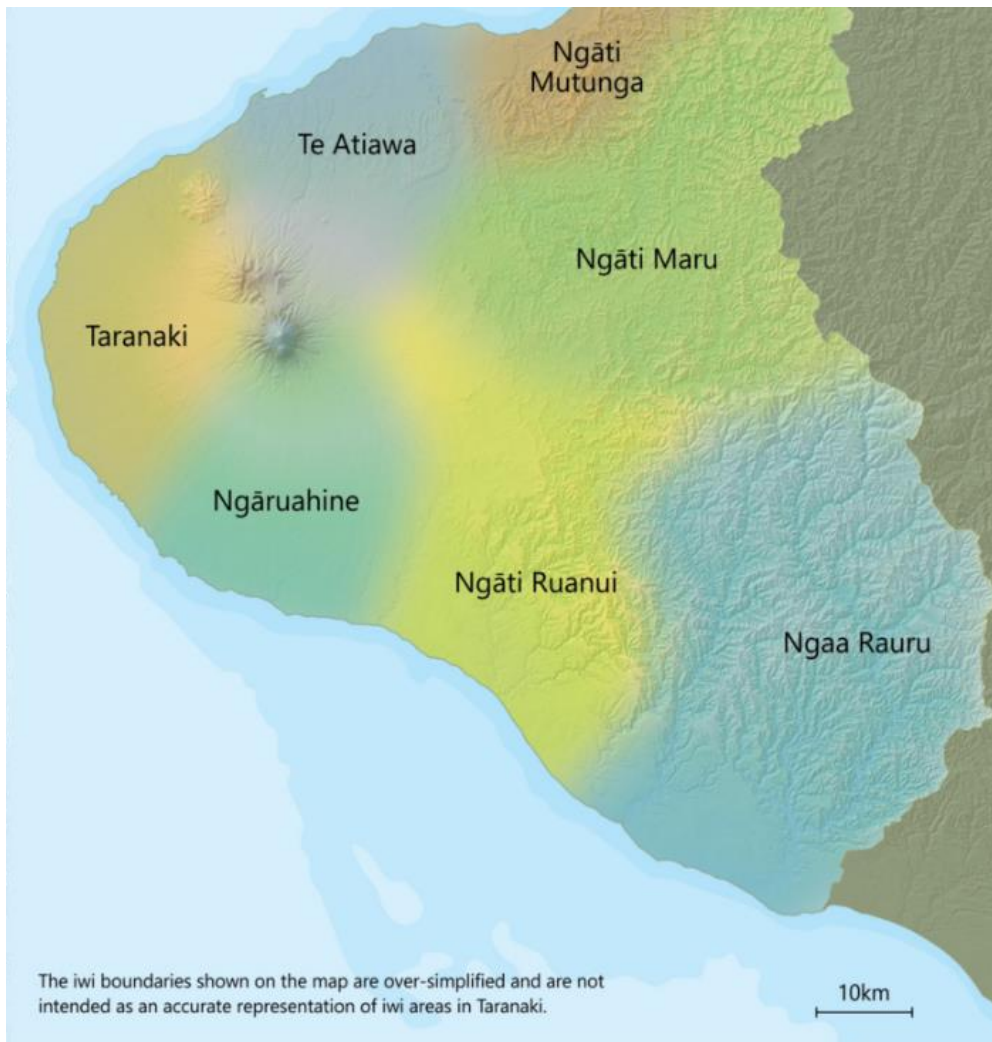 Ngāti
Mutunga
Te Atiawa
Ngāti Maru
Taranaki
Ngāruahine
Ngāti Ruanui
Ngaa Rauru
The iwi boundaries shown on the map are over-simplified and are not
intended as an accurate representation of iwi areas in Taranaki.
10km